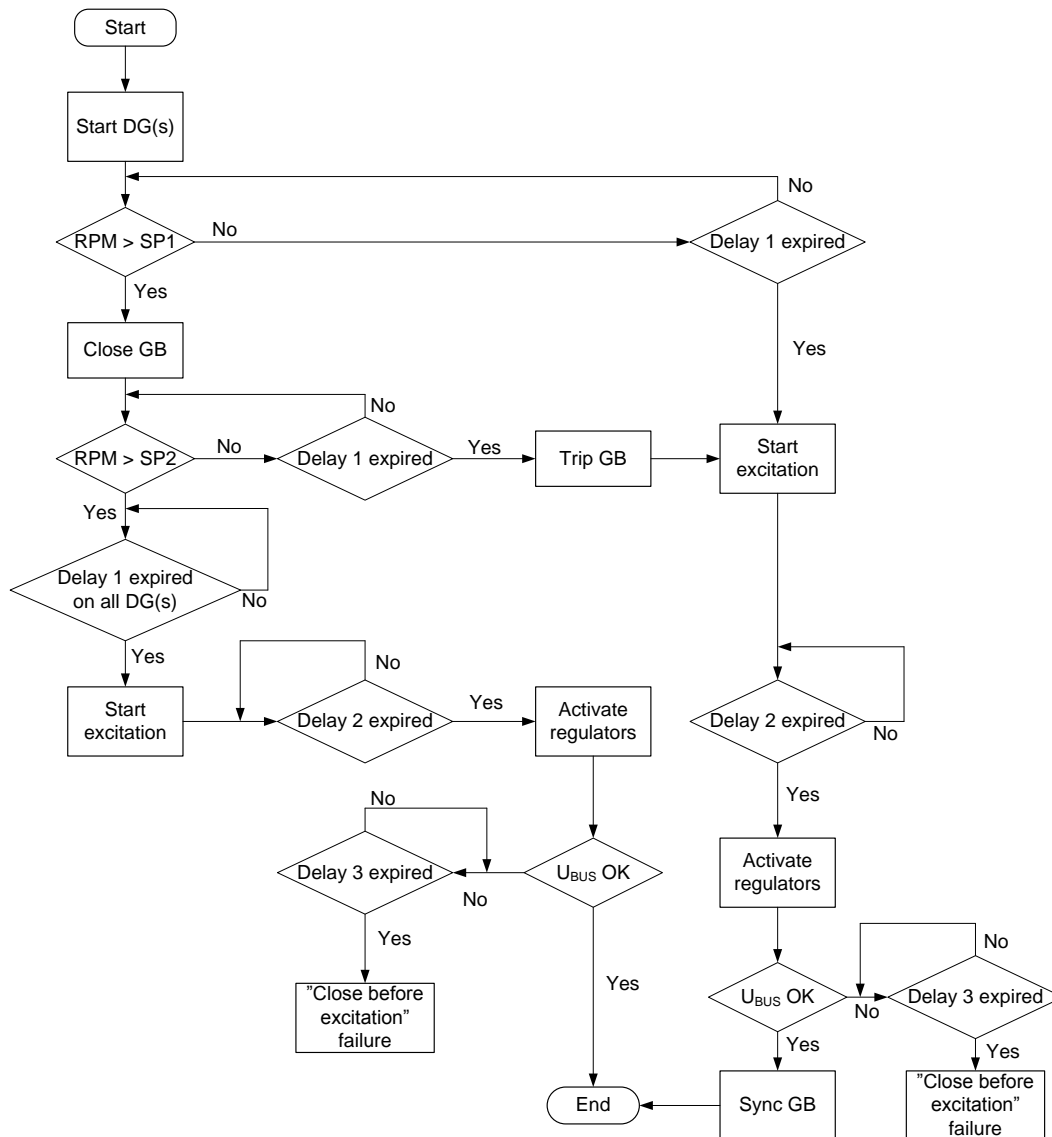 Start
Start DG(s)
No
RPM > SP1
No
Delay 1 expired
Yes
Close GB
Yes
No
RPM > SP2
No
Delay 1 expired
Yes
Trip GB
Start
excitation
Yes
Delay 1 expired
on all DG(s)
No
Yes
No
Start
excitation
Delay 2 expired
Yes
Activate
regulators
Delay 2 expired
No
Yes
No
Delay 3 expired
No
UBUS OK
Activate
regulators
Yes
No
Yes
UBUS OK
No
Delay 3 expired
”Close before
excitation”
failure
Yes
Yes
End
Sync GB
”Close before
excitation”
failure